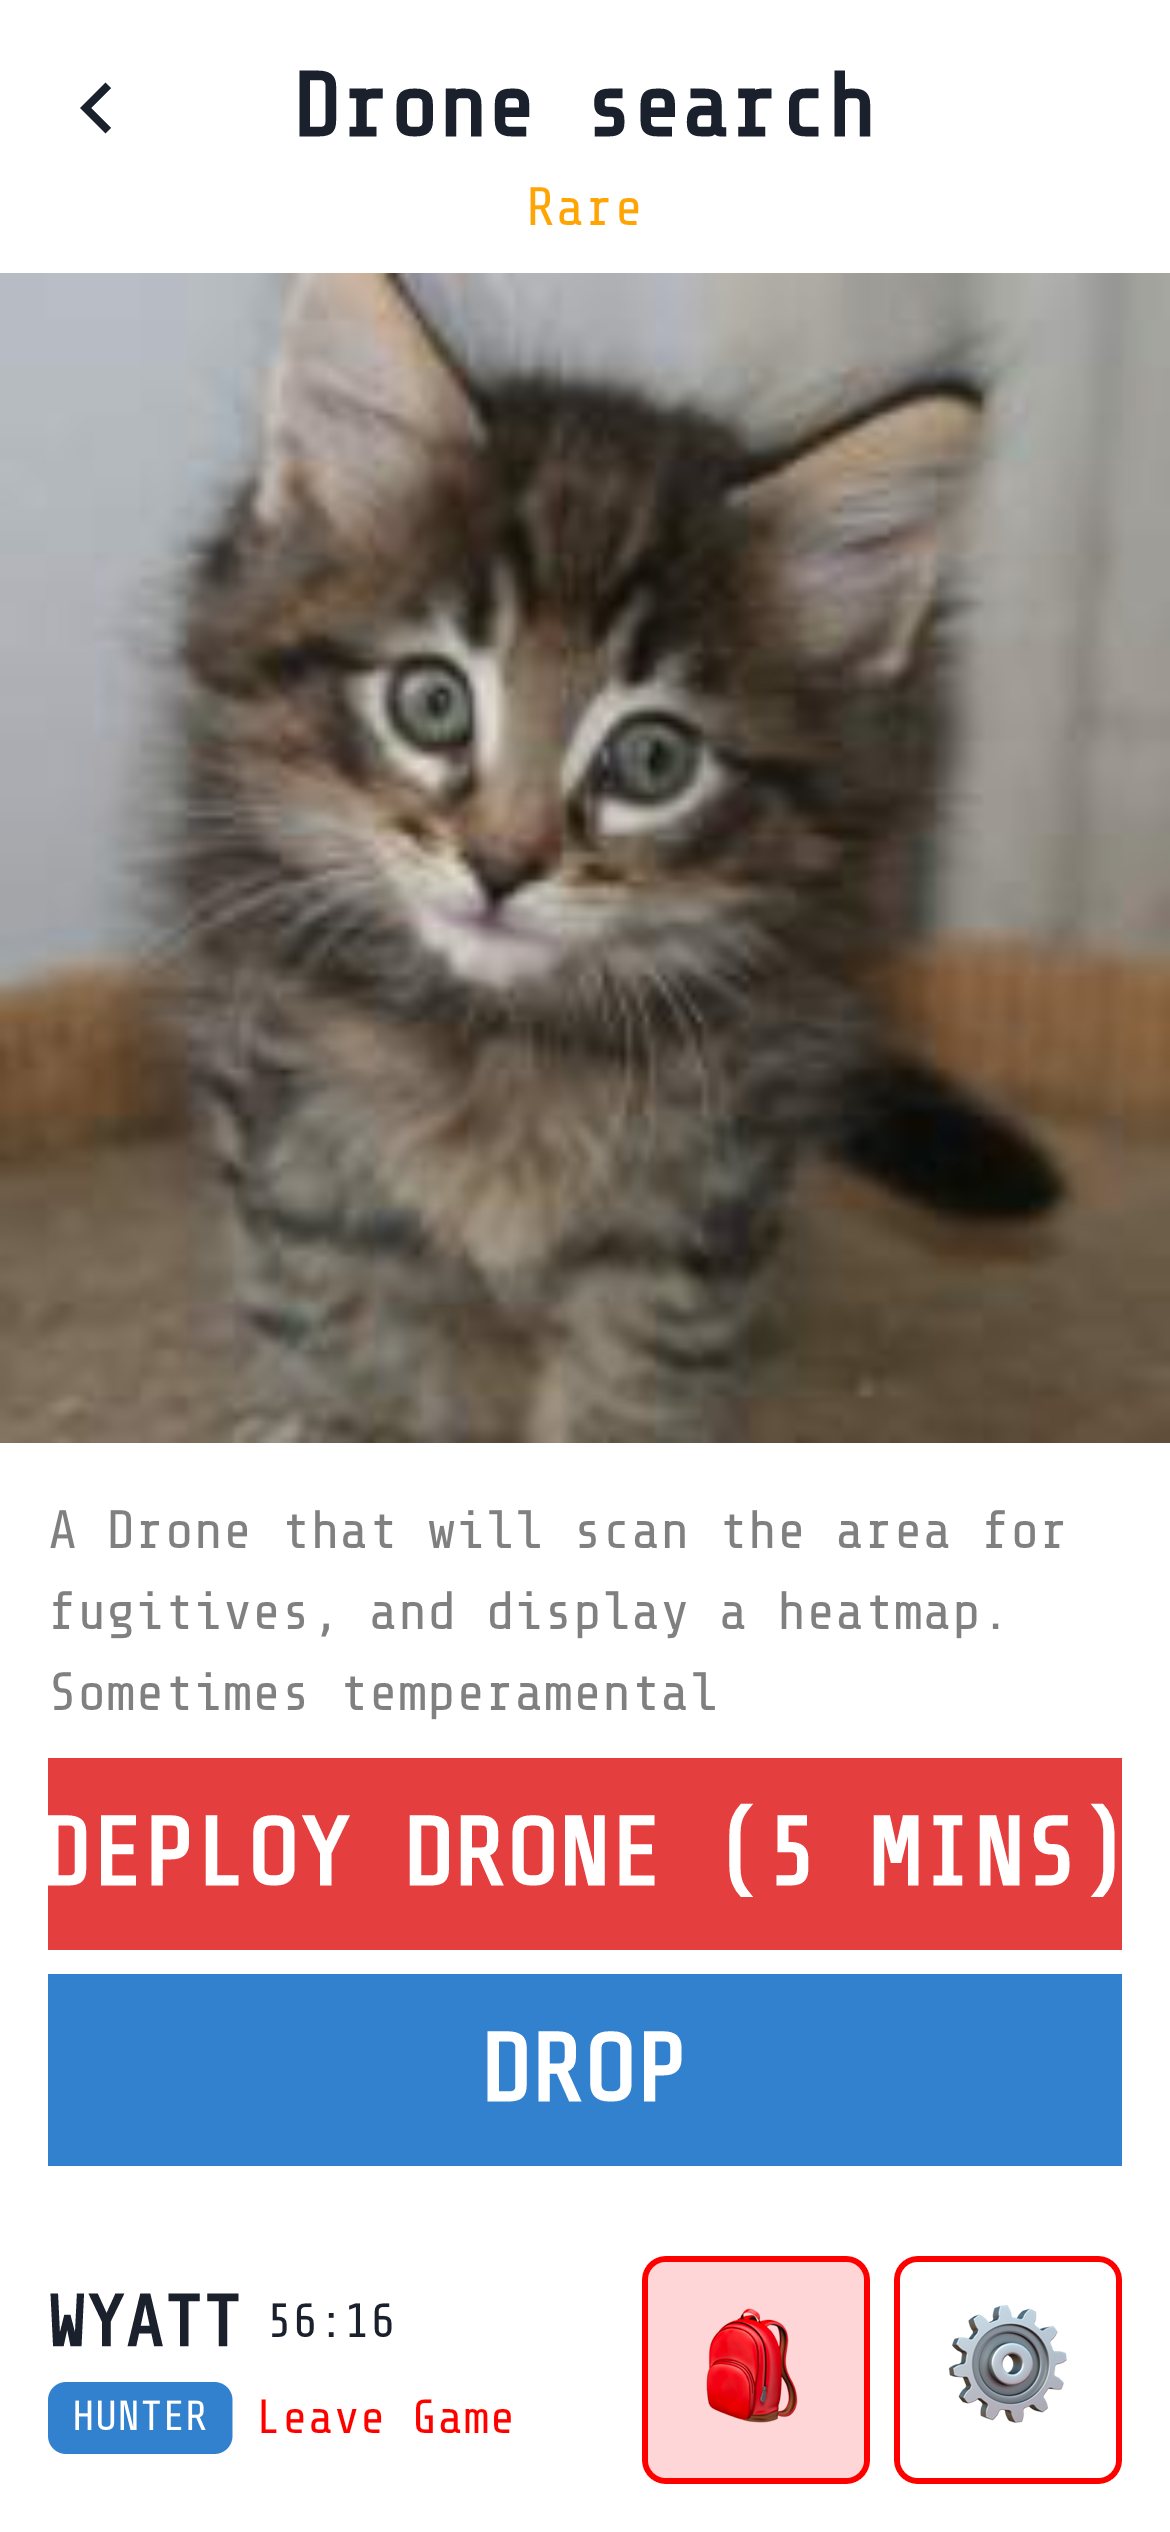 Drone search
Rare
A Drone that will scan the area for
fugitives, and display a heatmap.
Sometimes temperamental
DEPLOY DRONE (5 MINS)
DROP
WYATT 56:16
HUNTER Leave Game